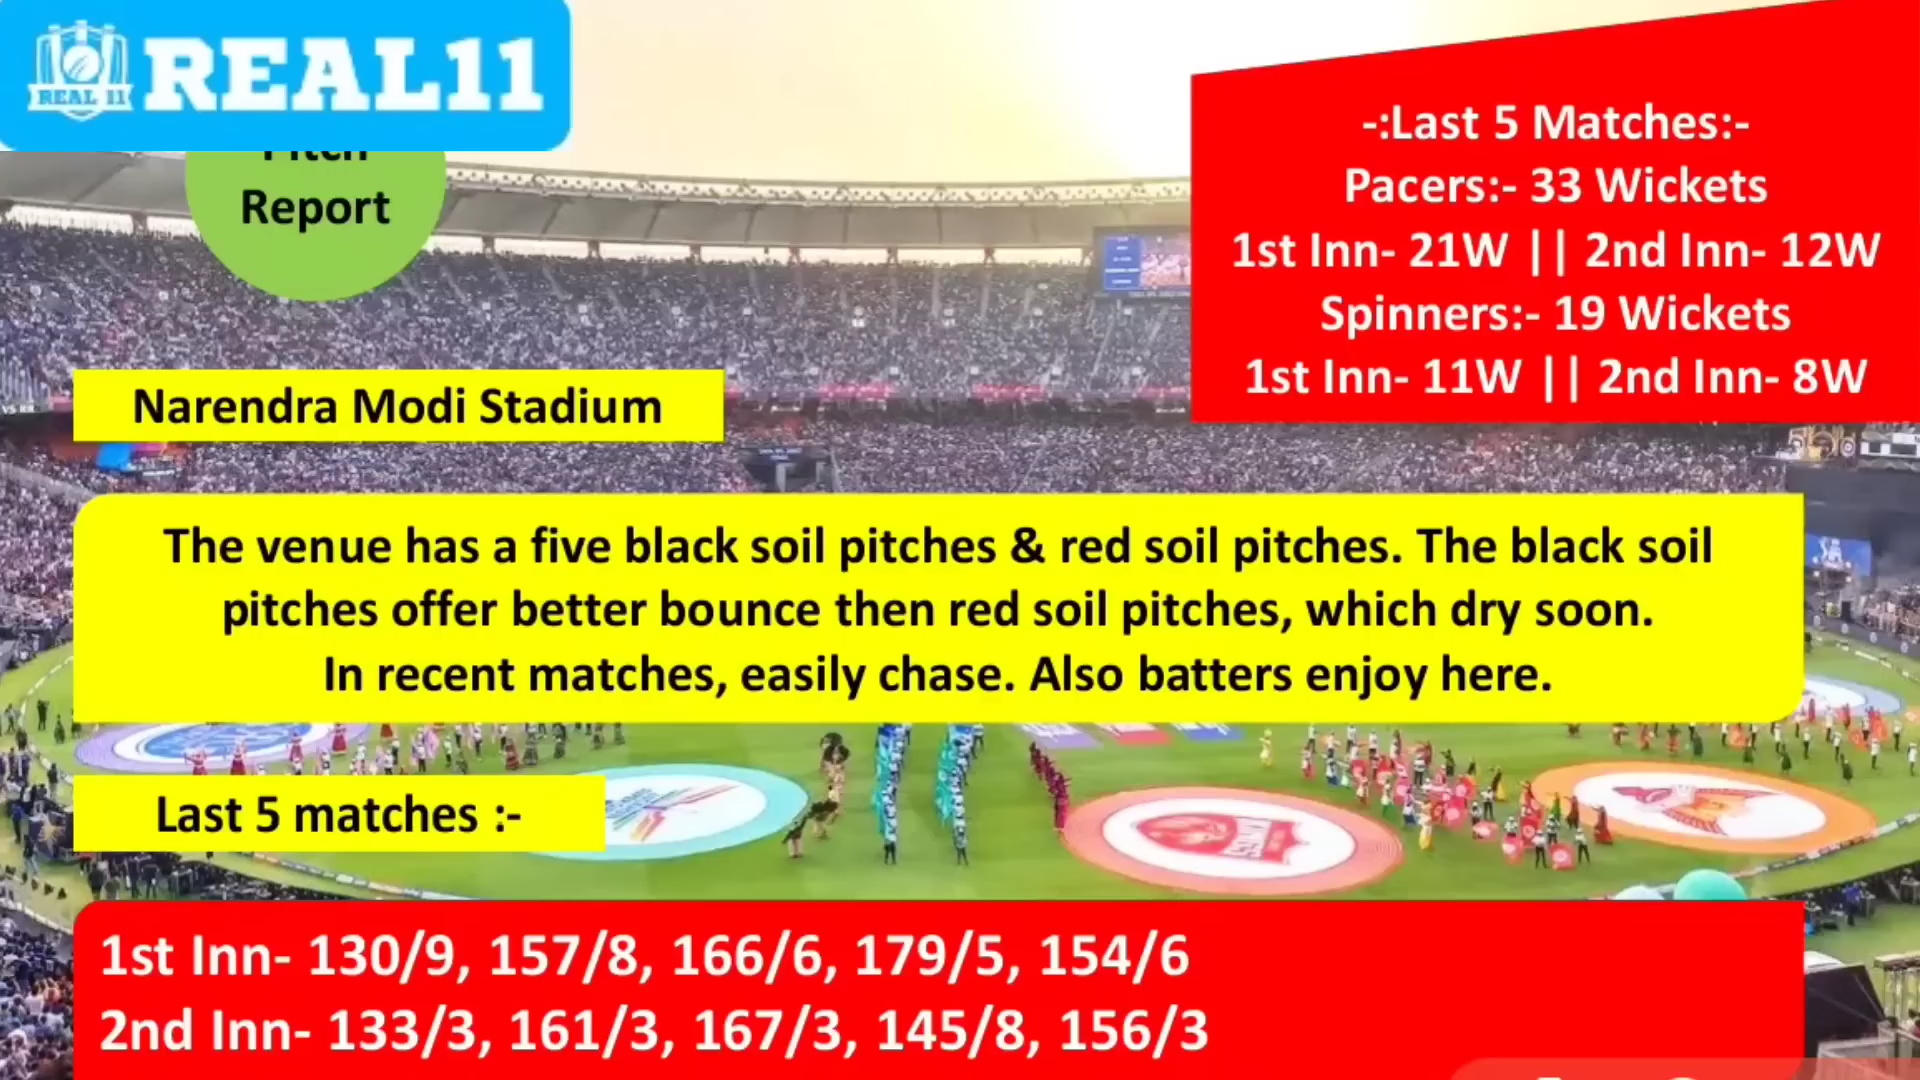 REAL 11
REAL11
Pitch
Report
-:Last 5 Matches:-
Pacers:- 33 Wickets
1st Inn- 21W || 2nd Inn- 12W
Spinners:- 19 Wickets
1st Inn- 11W || 2nd Inn- 8W
Narendra Modi Stadium
The venue has a five black soil pitches & red soil pitches. The black soil
pitches offer better bounce then red soil pitches, which dry soon.
In recent matches, easily chase. Also batters enjoy here.
Last 5 matches :-
1st Inn- 130/9, 157/8, 166/6, 179/5, 154/6
2nd Inn- 133/3, 161/3, 167/3, 145/8, 156/3